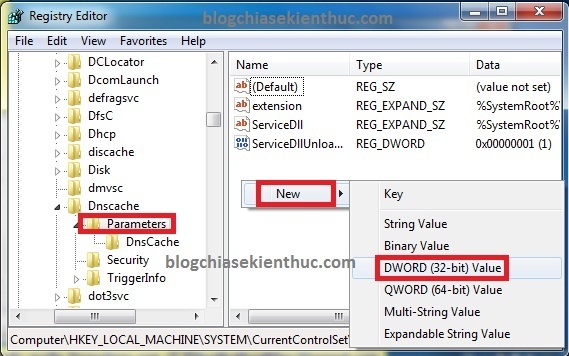 Registry Editor
blogchiasekienthuc.com
File Edit View Favorites Help
DCLocator
DcomLaunch
defragsvc
DfsC
Dhcp
discache
Disk
dmvsc
Dnscache
Parameters
DnsCache
Security
TriggerInfo
dot3svc
Name Type Data
(Default) REG_SZ (value not set)
extension REG_EXPAND_SZ %SystemRoot%
ServiceDll REG_EXPAND_SZ %SystemRoot%
ServiceDllUnloa... REG_DWORD 0x00000001 (1)
New
Key
String Value
Binary Value
DWORD (32-bit) Value
QWORD (64-bit) Value
Multi-String Value
Expandable String Value
blogchiasekienthuc.com
Computer\HKEY_LOCAL_MACHINE\SYSTEM\CurrentControlSet\